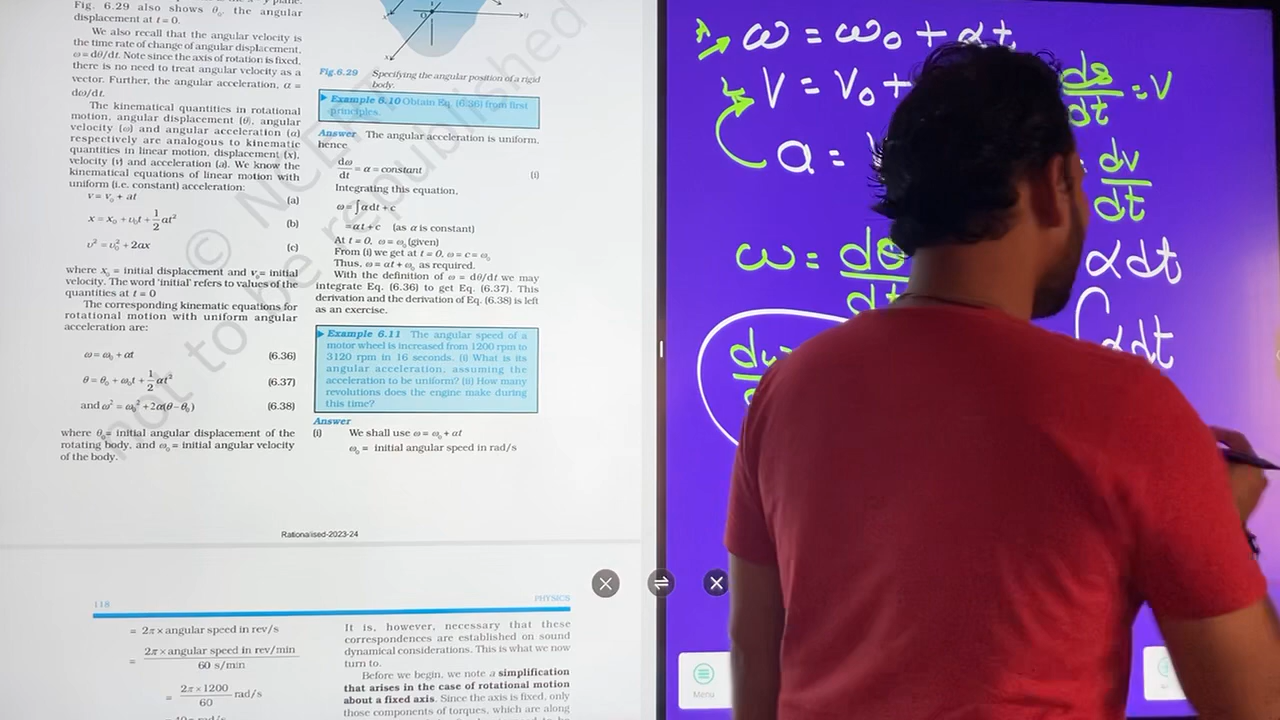 Fig. 6.29 also shows θ₀, the angular
displacement at t = 0.
We also recall that the angular velocity is
the time rate of change of angular displacement,
ω = dθ/dt. Note since the axis of rotation is fixed,
there is no need to treat angular velocity as a
vector. Further, the angular acceleration, α =
dω/dt.
The kinematical quantities in rotational
motion, angular displacement (θ), angular
velocity (ω) and angular acceleration (α)
respectively are analogous to kinematic
quantities in linear motion, displacement (x),
velocity (v) and acceleration (a). We know the
kinematical equations of linear motion with
uniform (i.e. constant) acceleration:
v = v₀ + at (a)
x = x₀ + υ₀t + 1/2 at² (b)
υ² = υ₀² + 2ax (c)
where x₀ = initial displacement and v₀= initial
velocity. The word 'initial' refers to values of the
quantities at t = 0
The corresponding kinematic equations for
rotational motion with uniform angular
acceleration are:
ω = ω₀ + αt (6.36)
θ = θ₀ + ω₀t + 1/2 αt² (6.37)
and ω² = ω₀² + 2α(θ – θ₀) (6.38)
where θ₀= initial angular displacement of the
rotating body, and ω₀ = initial angular velocity
of the body.
Fig.6.29 Specifying the angular position of a rigid
body.
Example 6.10 Obtain Eq. (6.36) from first
principles.
Answer The angular acceleration is uniform,
hence
dω/dt = α = constant (i)
Integrating this equation,
ω = ∫ α dt + c
= α t + c (as α is constant)
At t = 0, ω = ω₀ (given)
From (i) we get at t = 0, ω = c = ω₀
Thus, ω = αt + ω₀ as required.
With the definition of ω = dθ/dt we may
integrate Eq. (6.36) to get Eq. (6.37). This
derivation and the derivation of Eq. (6.38) is left
as an exercise.
Example 6.11 The angular speed of a
motor wheel is increased from 1200 rpm to
3120 rpm in 16 seconds. (i) What is its
angular acceleration, assuming the
acceleration to be uniform? (ii) How many
revolutions does the engine make during
this time?
Answer
(i) We shall use ω = ω₀ + αt
ω₀ = initial angular speed in rad/s
© NCERT
not to be republished
Rationalised-2023-24
118 PHYSICS
= 2π × angular speed in rev/s
= 2π × angular speed in rev/min / 60 s/min
= 2π × 1200 / 60 rad/s
It is, however, necessary that these
correspondences are established on sound
dynamical considerations. This is what we now
turn to.
Before we begin, we note a simplification
that arises in the case of rotational motion
about a fixed axis. Since the axis is fixed, only
those components of torques, which are along
ω = ω₀ + αt
V = V₀ +
ds/dt = V
a =
dv/dt
ω = dθ/dt
α dt
∫ α dt
Menu